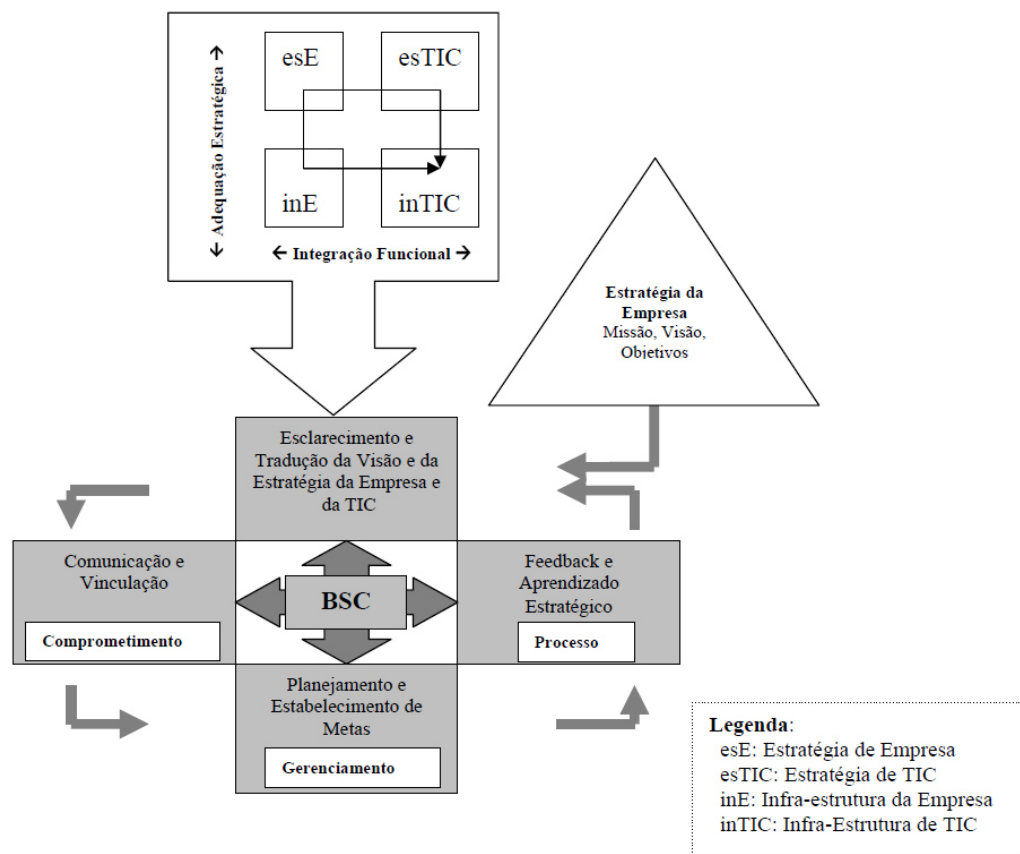 esE
esTIC
← Adequação Estratégica →
inE
inTIC
← Integração Funcional →
Estratégia da
Empresa
Missão, Visão,
Objetivos
Esclarecimento e
Tradução da Visão e da
Estratégia da Empresa e
da TIC
Comunicação e
Vinculação
Comprometimento
BSC
Feedback e
Aprendizado
Estratégico
Processo
Planejamento e
Estabelecimento de
Metas
Gerenciamento
Legenda:
esE: Estratégia de Empresa
esTIC: Estratégia de TIC
inE: Infra-estrutura da Empresa
inTIC: Infra-Estrutura de TIC